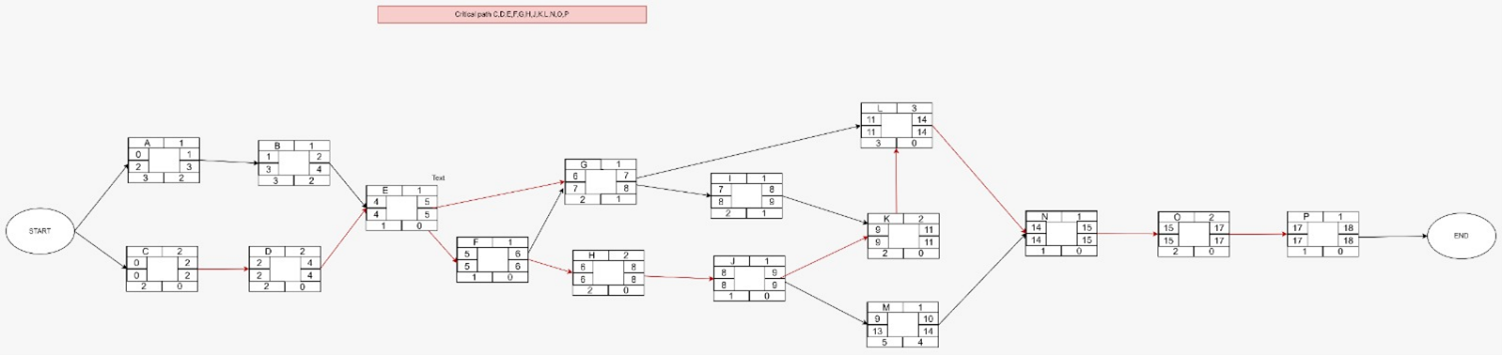 Critical path C,D,E,F,G,H,J,K,L,N,O,P
START
A 1
0 1
2 3
3 2
B 1
1 2
3 4
3 2
C 2
0 2
0 2
2 0
D 2
2 4
2 4
2 0
Text
E 1
4 5
4 5
1 0
F 1
5 6
5 6
1 0
G 1
6 7
7 8
2 1
H 2
6 8
6 8
2 0
I 1
7 8
8 9
2 1
J 1
8 9
8 9
1 0
L 3
11 14
11 14
3 0
K 2
9 11
9 11
2 0
M 1
9 10
13 14
5 4
N 1
14 15
14 15
1 0
O 2
15 17
15 17
2 0
P 1
17 18
17 18
1 0
END